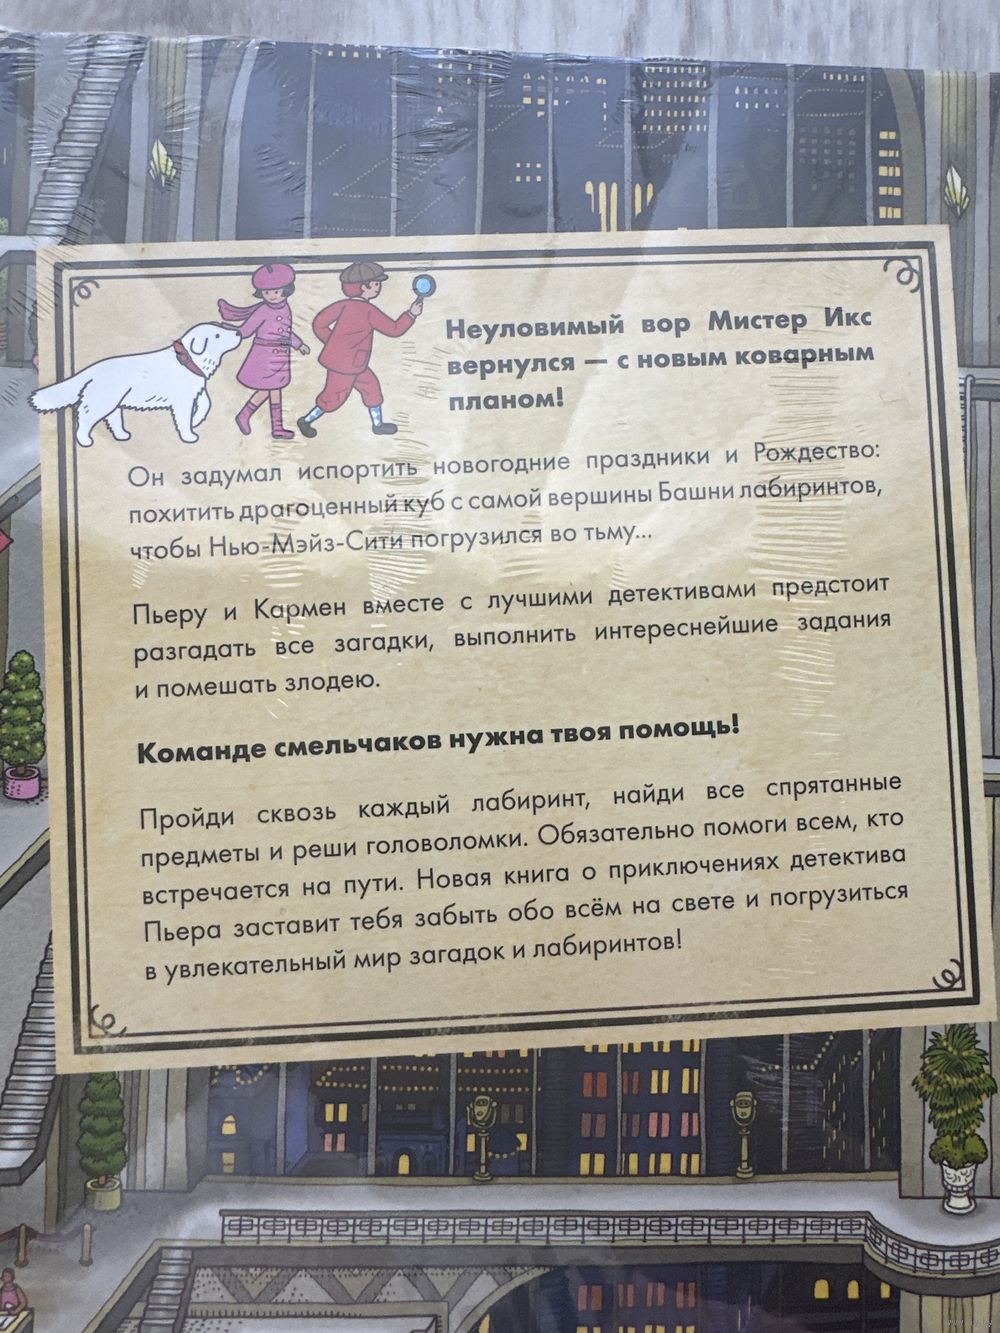 Неуловимый вор Мистер Икс
вернулся — с новым коварным
планом!
Он задумал испортить новогодние праздники и Рождество:
похитить драгоценный куб с самой вершины Башни лабиринтов,
чтобы Нью-Мэйз-Сити погрузился во тьму...
Пьеру и Кармен вместе с лучшими детективами предстоит
разгадать все загадки, выполнить интереснейшие задания
и помешать злодею.
Команде смельчаков нужна твоя помощь!
Пройди сквозь каждый лабиринт, найди все спрятанные
предметы и реши головоломки. Обязательно помоги всем, кто
встречается на пути. Новая книга о приключениях детектива
Пьера заставит тебя забыть обо всём на свете и погрузиться
в увлекательный мир загадок и лабиринтов!